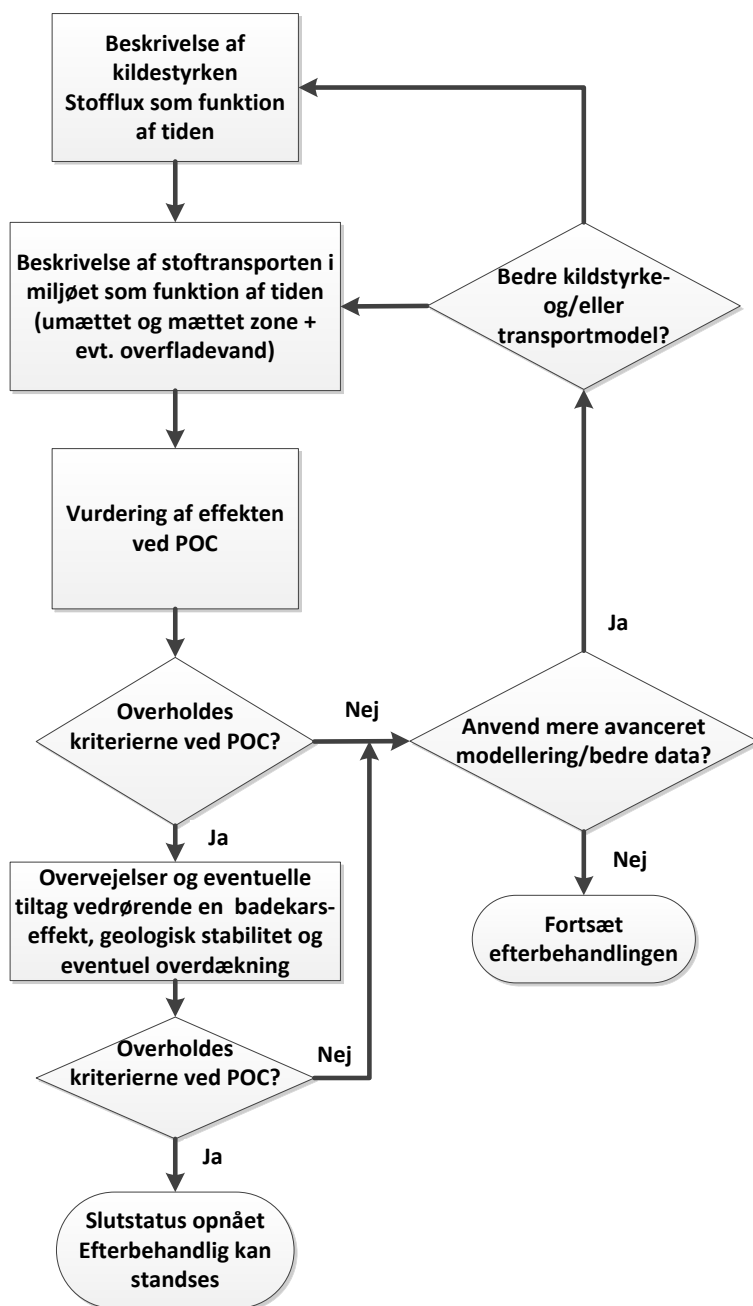 Beskrivelse af
kildestyrken
Stofflux som funktion
af tiden
Beskrivelse af stoftransporten i
miljøet som funktion af tiden
(umættet og mættet zone +
evt. overfladevand)
Bedre kildstyrke-
og/eller
transportmodel?
Vurdering af effekten
ved POC
Ja
Overholdes
kriterierne ved POC?
Nej
Anvend mere avanceret
modellering/bedre data?
Ja
Nej
Overvejelser og eventuelle
tiltag vedrørende en badekars-
effekt, geologisk stabilitet og
eventuel overdækning
Fortsæt
efterbehandlingen
Overholdes
kriterierne ved POC?
Nej
Ja
Slutstatus opnået
Efterbehandlig kan
standses